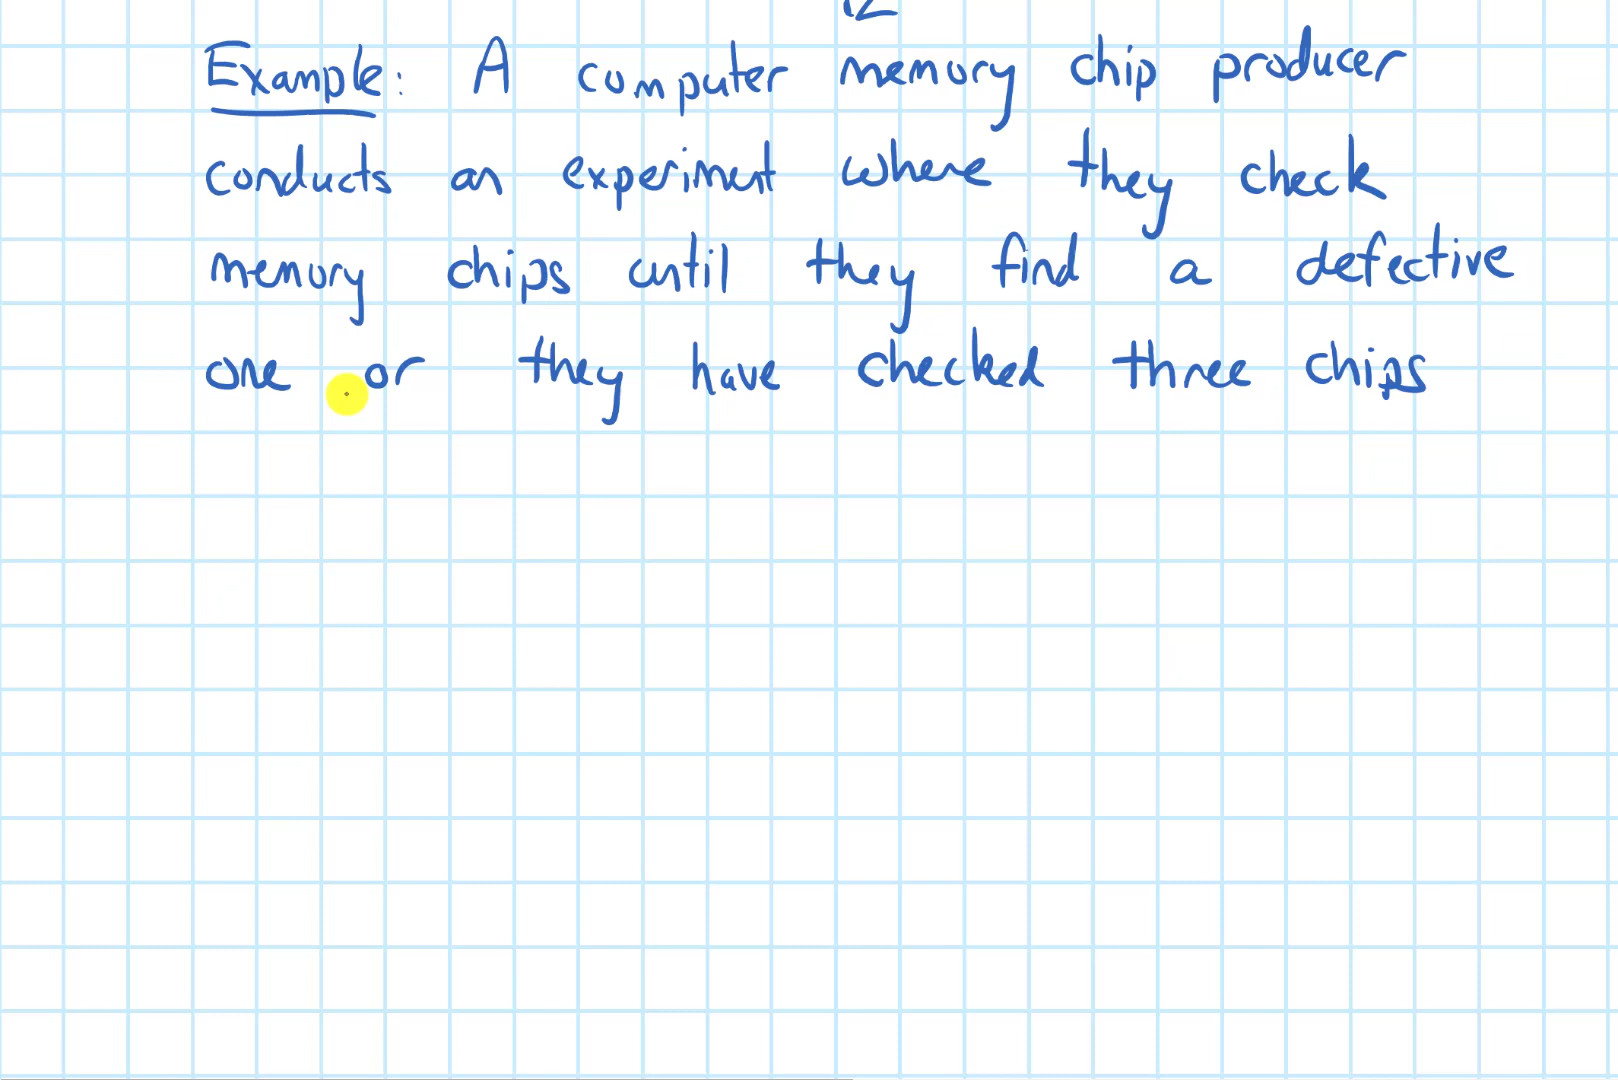 Example: A computer memory chip producer
conducts an experiment where they check
memory chips until they find a defective
one or they have checked three chips